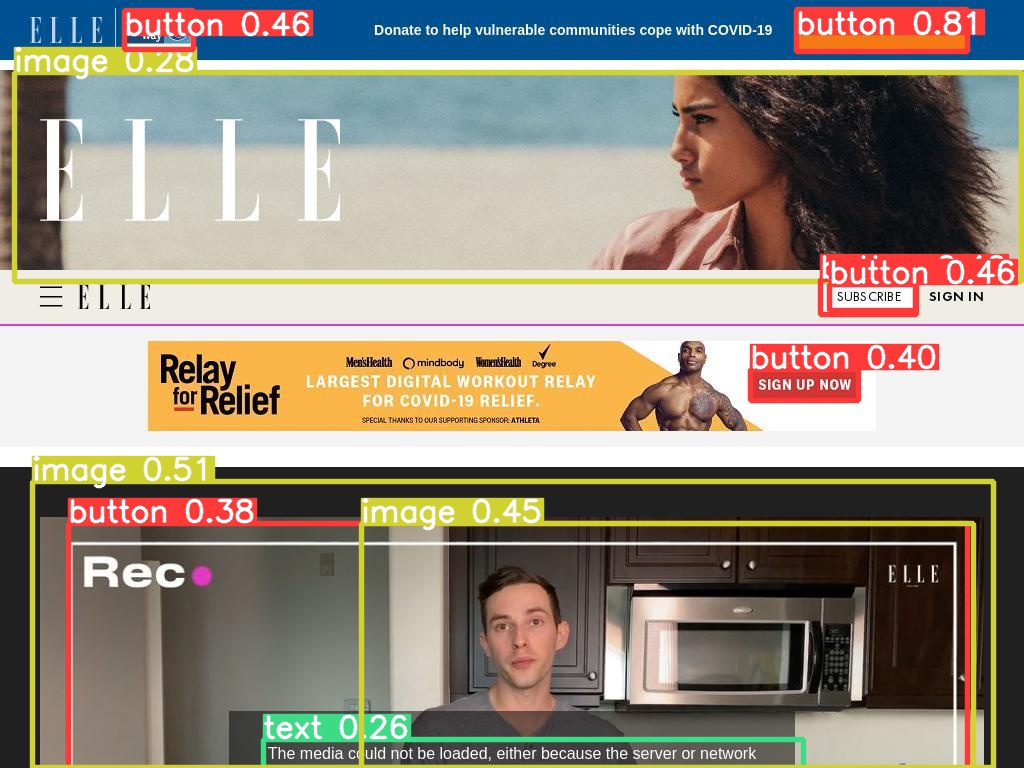 ELLE
button 0.46
way
Donate to help vulnerable communities cope with COVID-19
button 0.81
image 0.28
ELLE
button 0.46
ELLE
SUBSCRIBE
SIGN IN
Relay
for Relief
Men'sHealth mindbody Women'sHealth Degree
LARGEST DIGITAL WORKOUT RELAY
FOR COVID-19 RELIEF.
SPECIAL THANKS TO OUR SUPPORTING SPONSOR: ATHLETA
button 0.40
SIGN UP NOW
image 0.51
button 0.38
image 0.45
Rec
ELLE
text 0.26
The media could not be loaded, either because the server or network